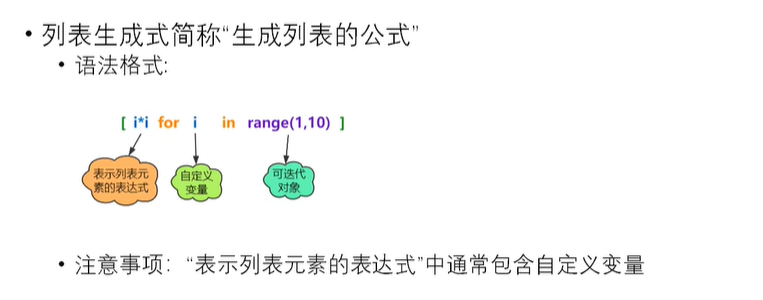 • 列表生成式简称“生成列表的公式”
• 语法格式:
[ i*i for i in range(1,10) ]
表示列表元
素的表达式
自定义
变量
可迭代
对象
• 注意事项：“表示列表元素的表达式”中通常包含自定义变量